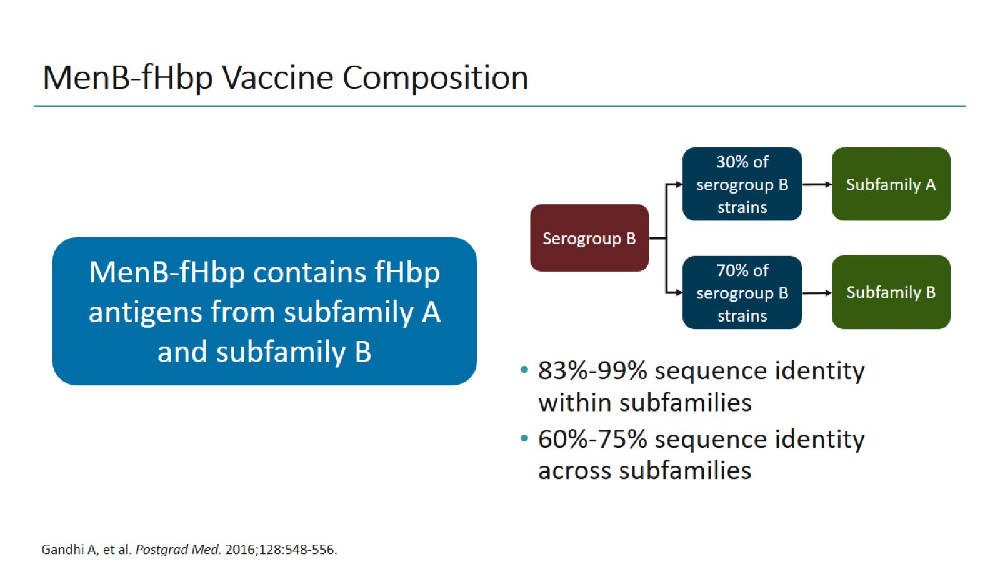 MenB-fHbp Vaccine Composition
MenB-fHbp contains fHbp
antigens from subfamily A
and subfamily B
Serogroup B
30% of
serogroup B
strains
Subfamily A
70% of
serogroup B
strains
Subfamily B
• 83%-99% sequence identity
within subfamilies
• 60%-75% sequence identity
across subfamilies
Gandhi A, et al. Postgrad Med. 2016;128:548-556.